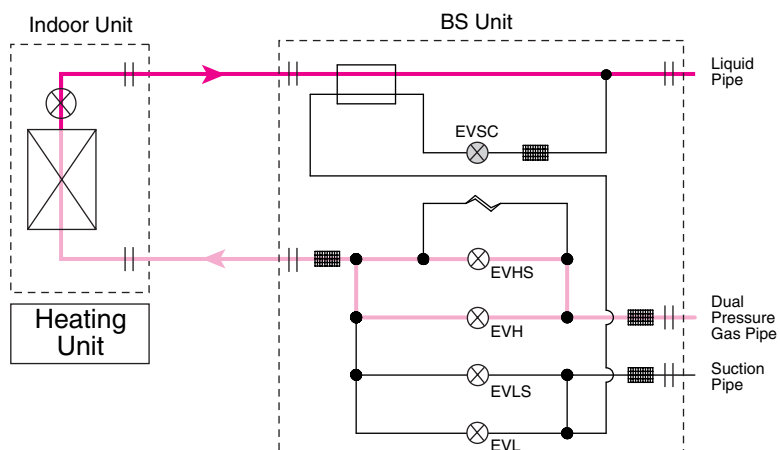 Indoor Unit
BS Unit
Liquid
Pipe
EVSC
EVHS
Heating
Unit
EVH
Dual
Pressure
Gas Pipe
EVLS
Suction
Pipe
EVL